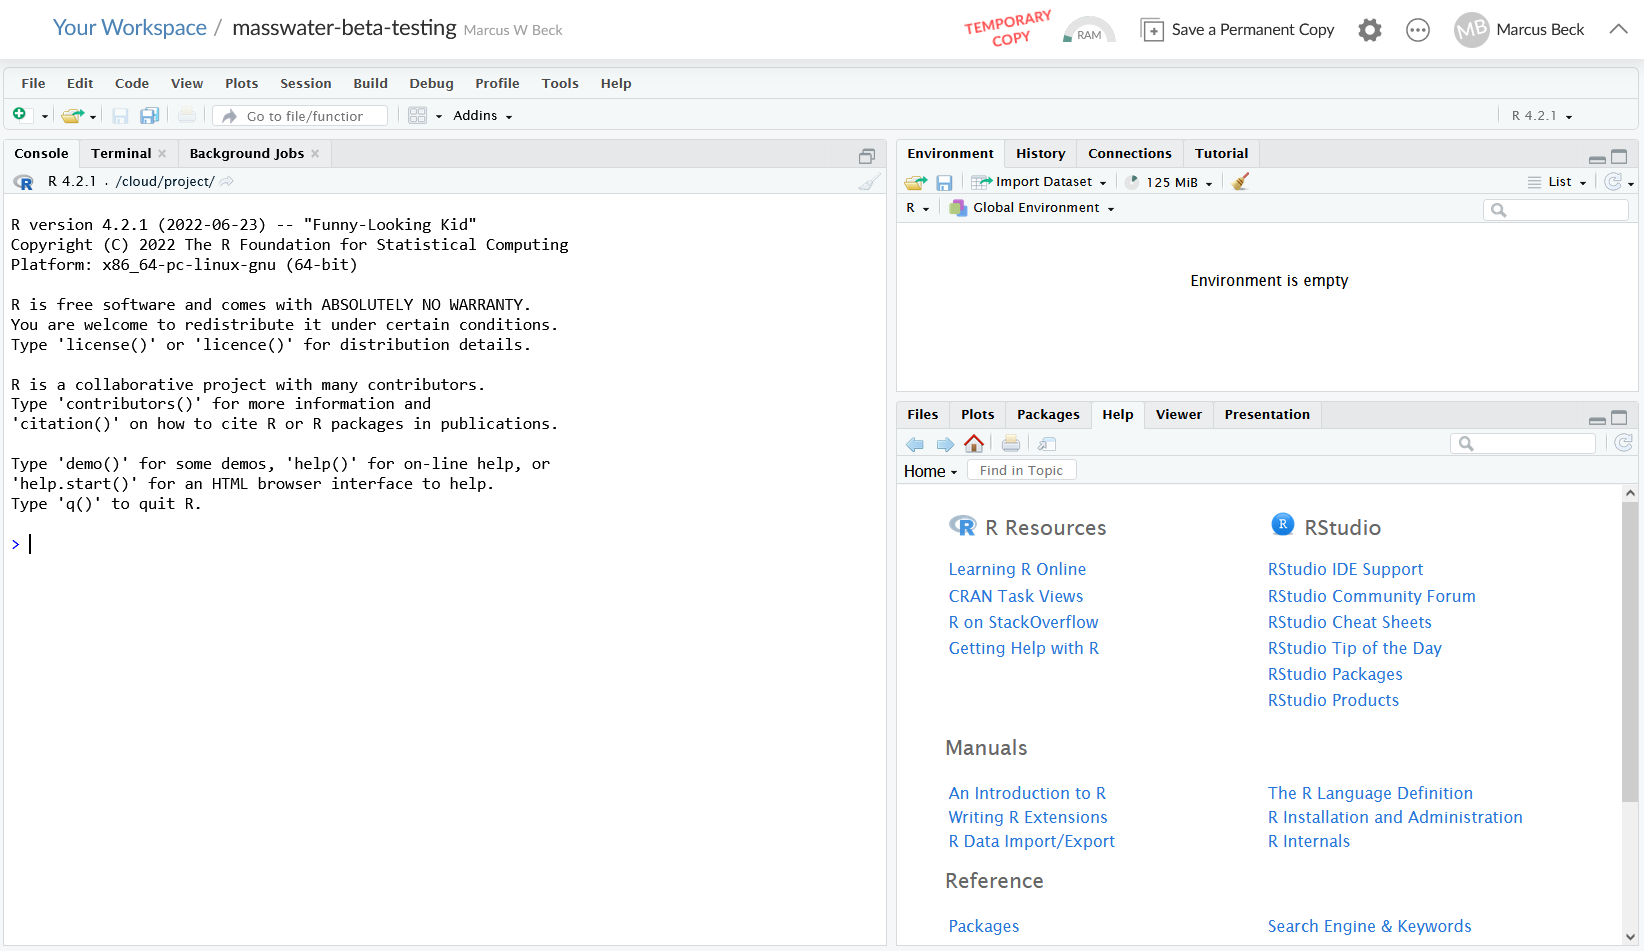 Your Workspace / masswater-beta-testing Marcus W Beck
TEMPORARY COPY
RAM
Save a Permanent Copy
MB
Marcus Beck
File Edit Code View Plots Session Build Debug Profile Tools Help
Go to file/function
Addins
R 4.2.1
Console Terminal Background Jobs
R 4.2.1 . /cloud/project/
R version 4.2.1 (2022-06-23) -- "Funny-Looking Kid"
Copyright (C) 2022 The R Foundation for Statistical Computing
Platform: x86_64-pc-linux-gnu (64-bit)
R is free software and comes with ABSOLUTELY NO WARRANTY.
You are welcome to redistribute it under certain conditions.
Type 'license()' or 'licence()' for distribution details.
R is a collaborative project with many contributors.
Type 'contributors()' for more information and
'citation()' on how to cite R or R packages in publications.
Type 'demo()' for some demos, 'help()' for on-line help, or
'help.start()' for an HTML browser interface to help.
Type 'q()' to quit R.
>
Environment History Connections Tutorial
Import Dataset 125 MiB List
R Global Environment
Environment is empty
Files Plots Packages Help Viewer Presentation
Home Find in Topic
R Resources
Learning R Online
CRAN Task Views
R on StackOverflow
Getting Help with R
RStudio
RStudio IDE Support
RStudio Community Forum
RStudio Cheat Sheets
RStudio Tip of the Day
RStudio Packages
RStudio Products
Manuals
An Introduction to R
Writing R Extensions
R Data Import/Export
The R Language Definition
R Installation and Administration
R Internals
Reference
Packages
Search Engine & Keywords